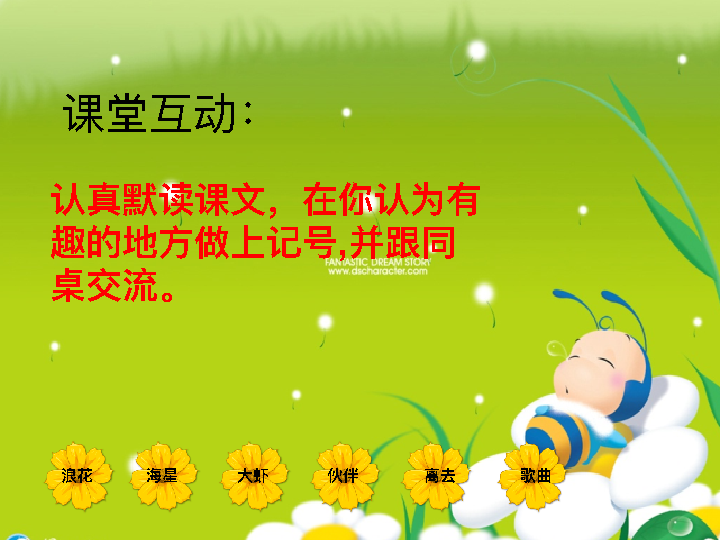 课堂互动：
认真默读课文，在你认为有
趣的地方做上记号,并跟同
桌交流。
FANTASTIC DREAM STORY
www.dscharacter.com
浪花 海星 大虾 伙伴 离去 歌曲